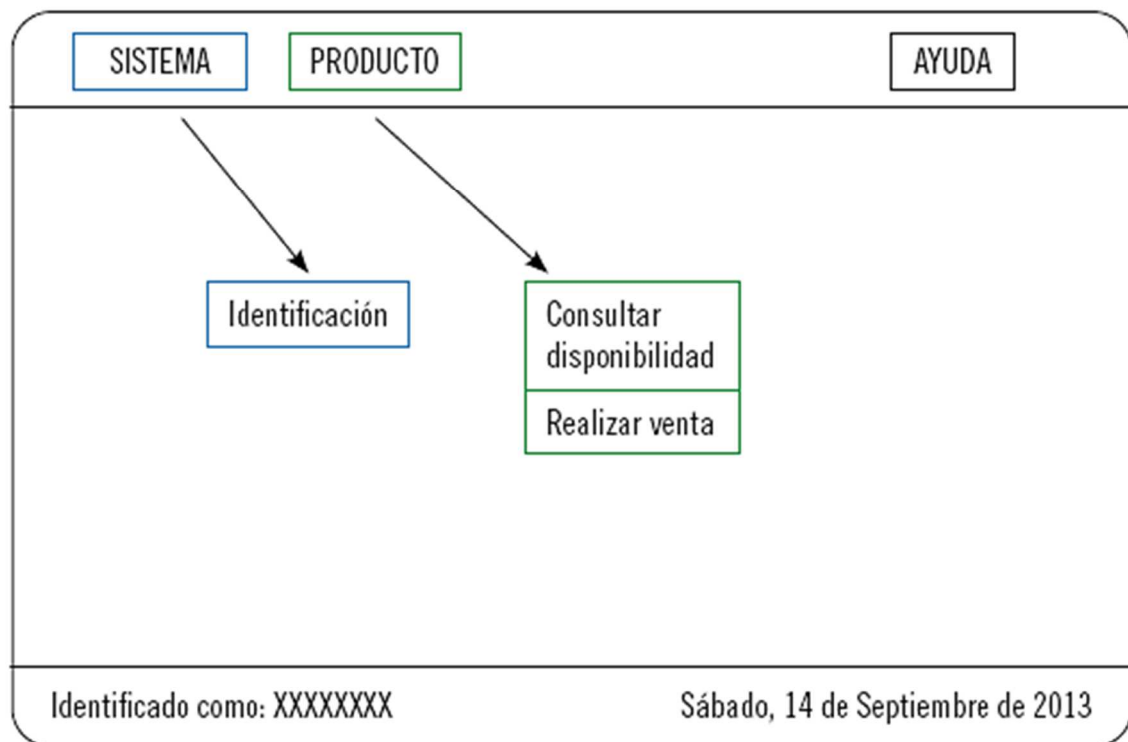 SISTEMA
PRODUCTO
AYUDA
Identificación
Consultar
disponibilidad
Realizar venta
Identificado como: XXXXXXXX
Sábado, 14 de Septiembre de 2013